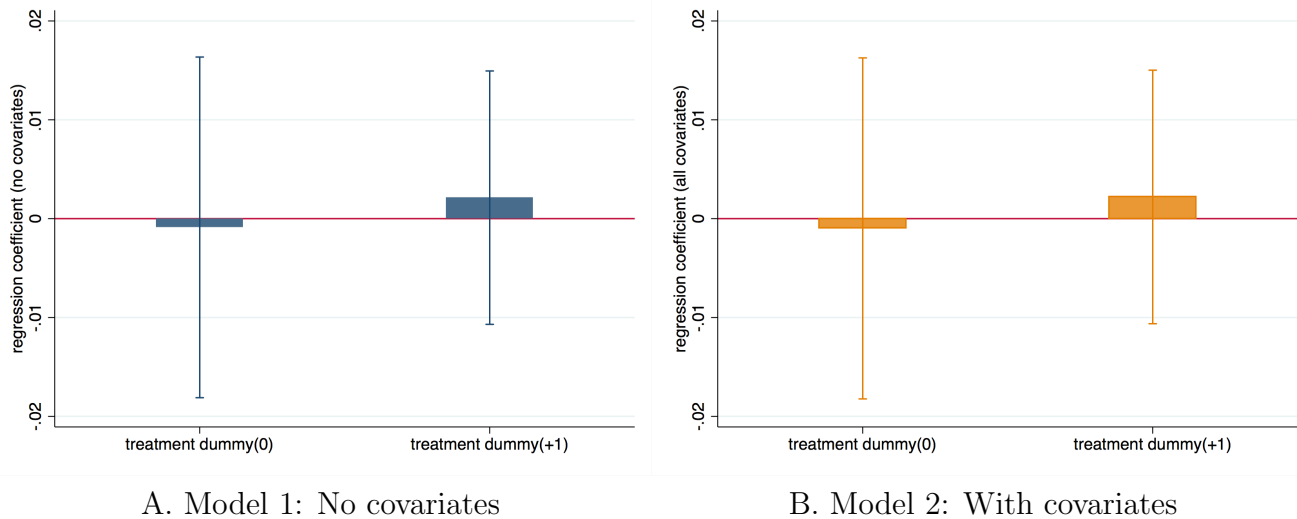 regression coefficient (no covariates)
.02
.01
0
-.01
-.02
treatment dummy(0)
treatment dummy(+1)
A. Model 1: No covariates
regression coefficient (all covariates)
.02
.01
0
-.01
-.02
treatment dummy(0)
treatment dummy(+1)
B. Model 2: With covariates